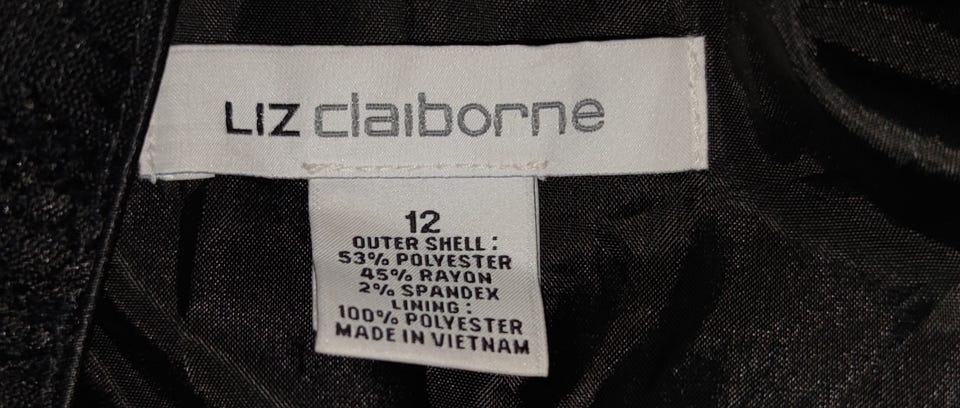 LIZ claiborne
12
OUTER SHELL:
53% POLYESTER
45% RAYON
2% SPANDEX
LINING:
100% POLYESTER
MADE IN VIETNAM